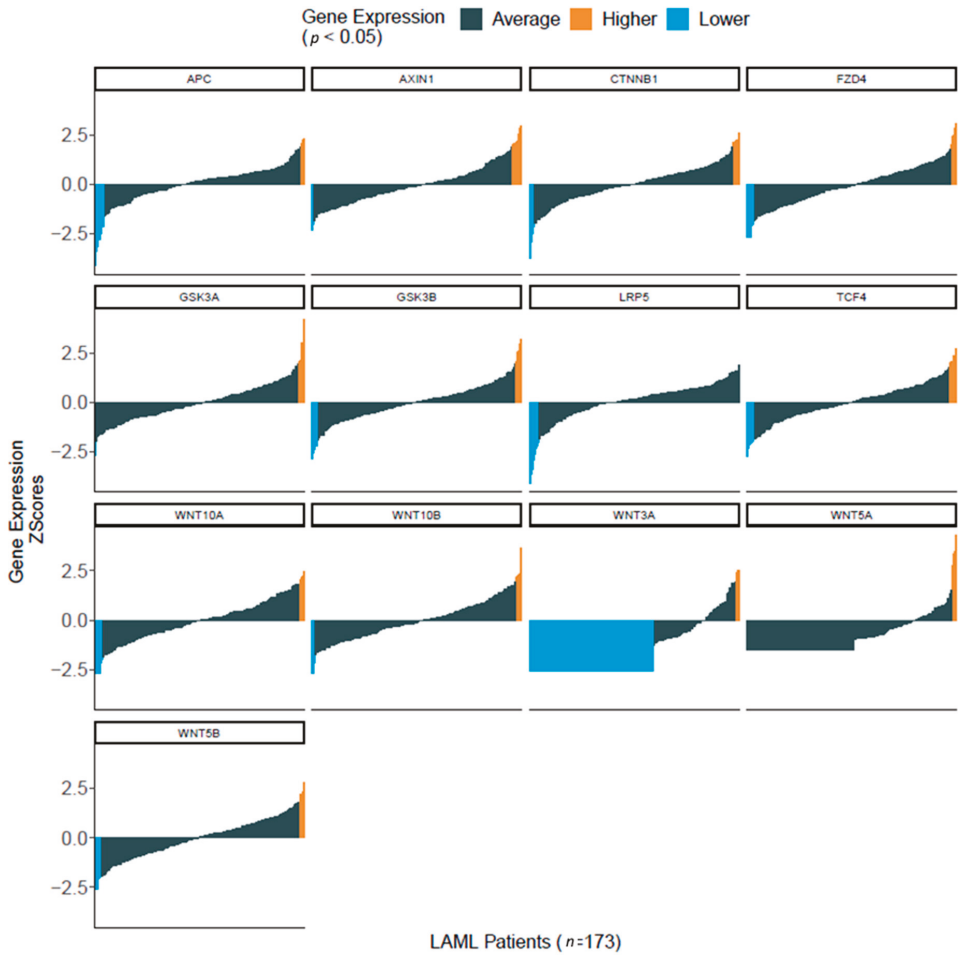 Gene Expression Average Higher Lower
(p < 0.05)
APC AXIN1 CTNNB1 FZD4
2.5
0.0
−2.5
GSK3A GSK3B LRP5 TCF4
2.5
0.0
−2.5
WNT10A WNT10B WNT3A WNT5A
2.5
0.0
−2.5
WNT5B
2.5
0.0
−2.5
Gene Expression
ZScores
LAML Patients (n=173)